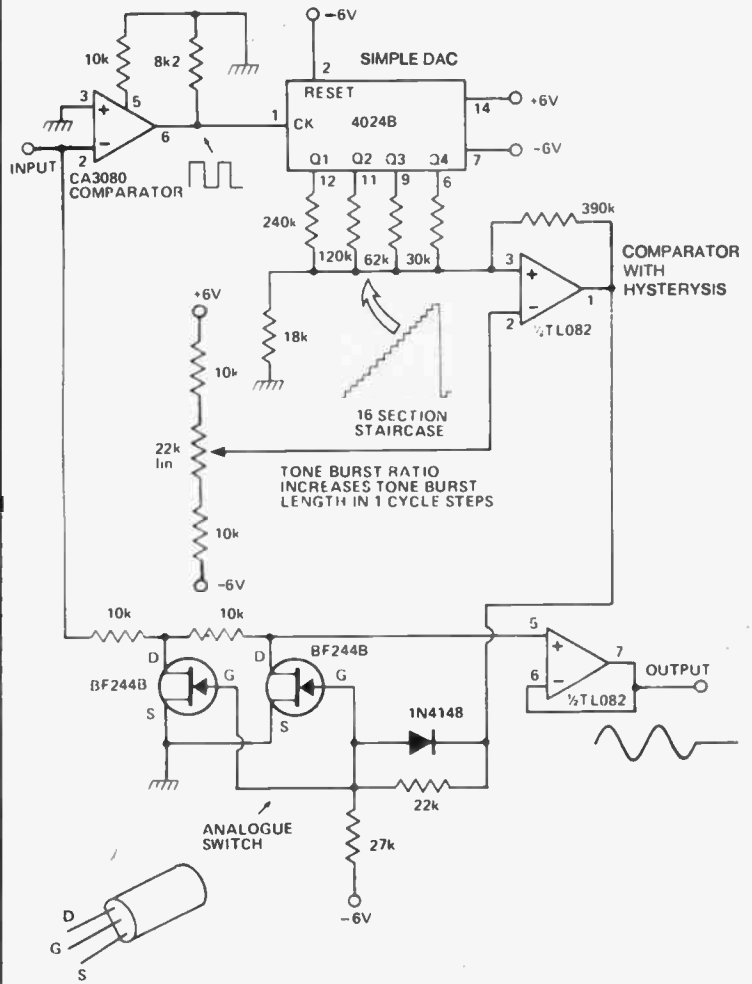 –6V
SIMPLE DAC
10k
8k2
2
RESET
14
+6V
3
+
5
1
CK
4024B
6
–
2
INPUT
CA3080
COMPARATOR
7
-6V
Q1 Q2 Q3 Q4
12 11 9 6
240k
120k
62k
30k
390k
3
+
–
2
1
½TL082
COMPARATOR
WITH
HYSTERYSIS
+6V
18k
10k
16 SECTION
STAIRCASE
22k
lin
TONE BURST RATIO
INCREASES TONE BURST
LENGTH IN 1 CYCLE STEPS
10k
-6V
10k
10k
5
+
7
6
–
½TL082
OUTPUT
D
BF244B
G
S
D
BF244B
G
S
1N4148
22k
ANALOGUE
SWITCH
27k
–6V
D
G
S